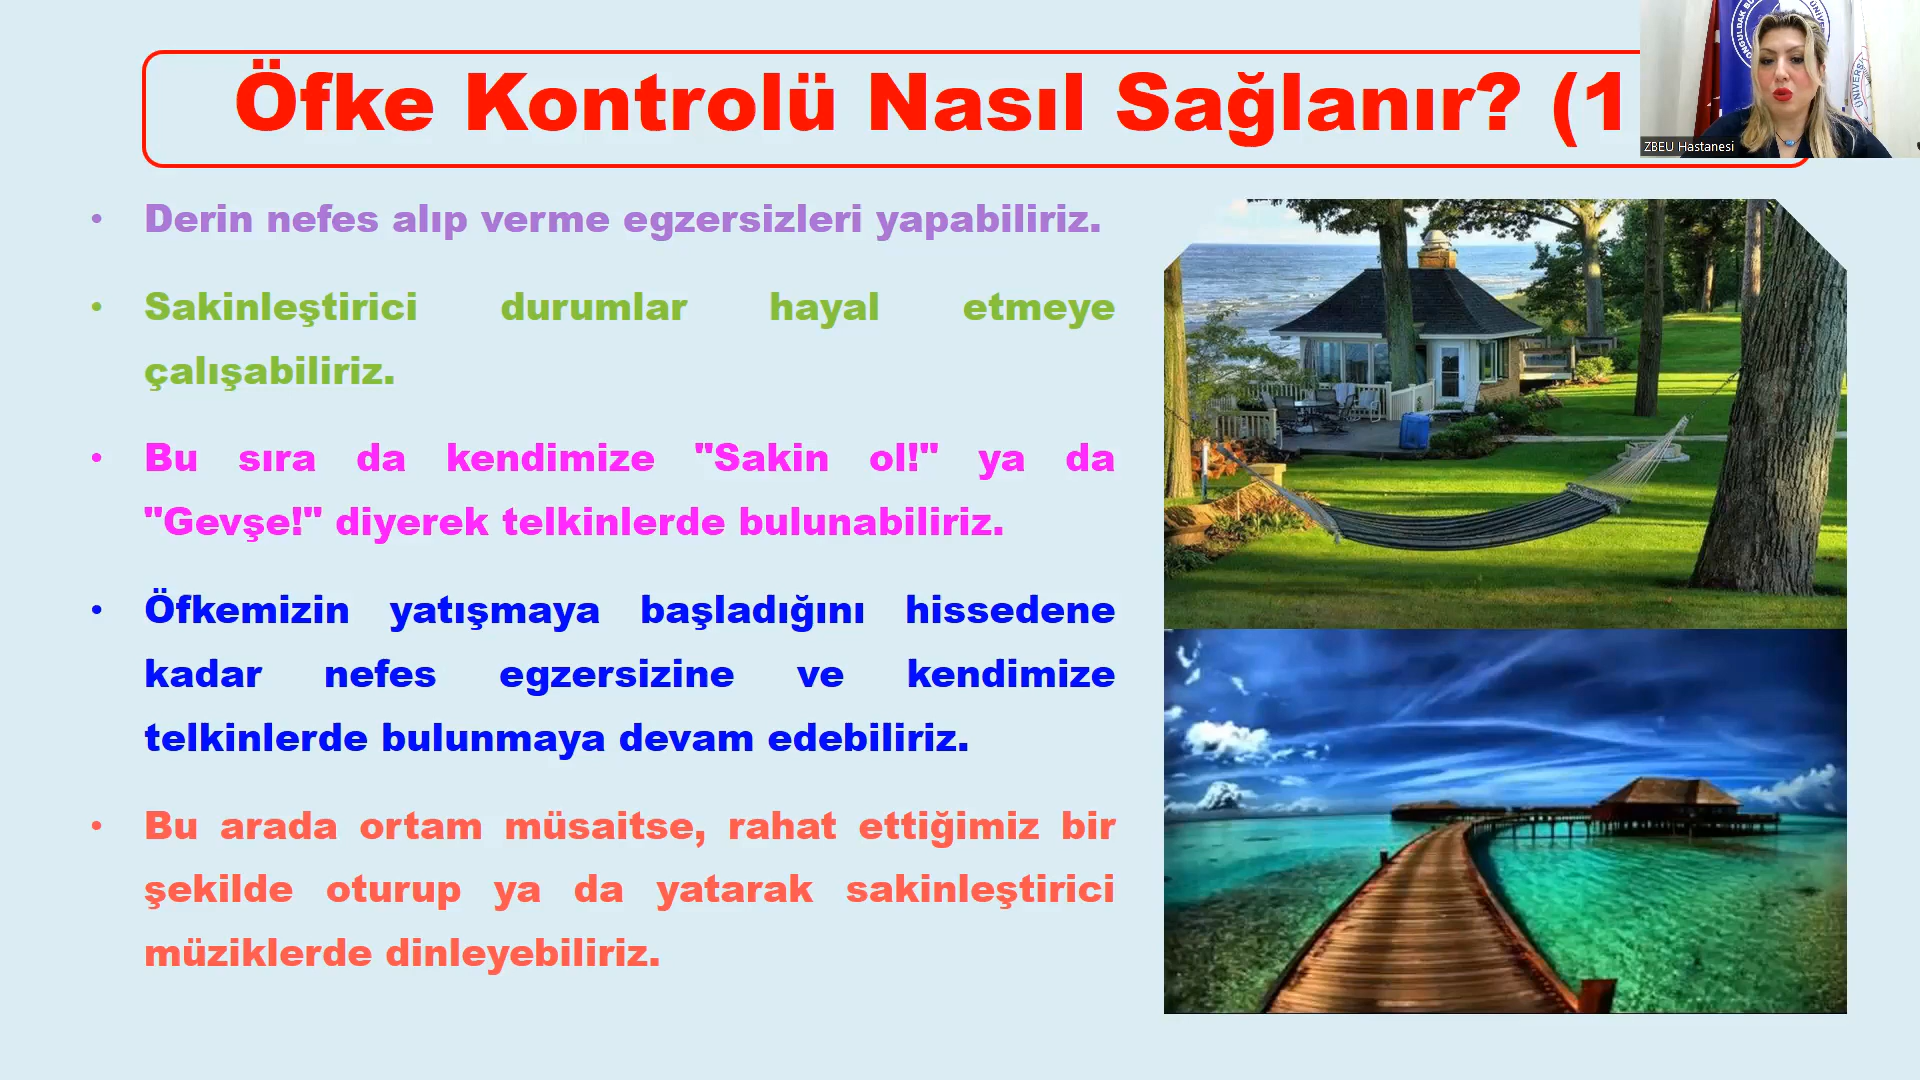 Öfke Kontrolü Nasıl Sağlanır? (1
ZBEU Hastanesi
• Derin nefes alıp verme egzersizleri yapabiliriz.
• Sakinleştirici durumlar hayal etmeye
çalışabiliriz.
• Bu sıra da kendimize "Sakin ol!" ya da
"Gevşe!" diyerek telkinlerde bulunabiliriz.
• Öfkemizin yatışmaya başladığını hissedene
kadar nefes egzersizine ve kendimize
telkinlerde bulunmaya devam edebiliriz.
• Bu arada ortam müsaitse, rahat ettiğimiz bir
şekilde oturup ya da yatarak sakinleştirici
müziklerde dinleyebiliriz.